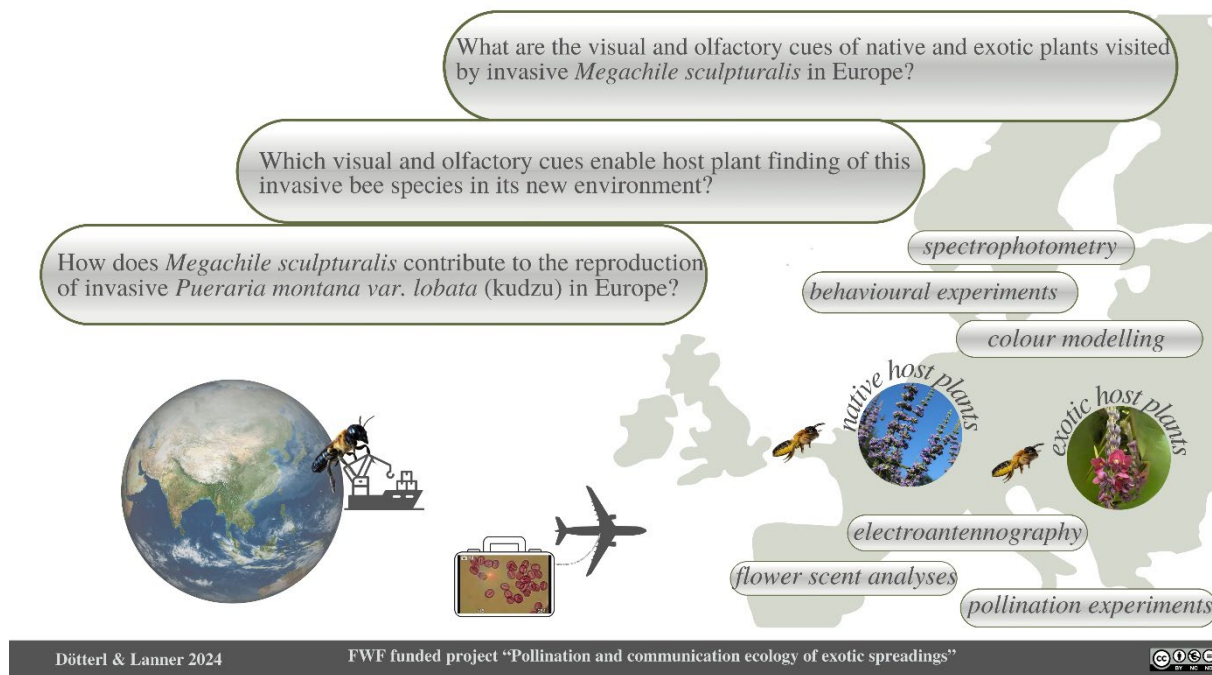 What are the visual and olfactory cues of native and exotic plants visited
by invasive Megachile sculpturalis in Europe?
Which visual and olfactory cues enable host plant finding of this
invasive bee species in its new environment?
How does Megachile sculpturalis contribute to the reproduction
of invasive Pueraria montana var. lobata (kudzu) in Europe?
spectrophotometry
behavioural experiments
colour modelling
native host plants
exotic host plants
electroantennography
flower scent analyses
pollination experiments
Dötterl & Lanner 2024
FWF funded project “Pollination and communication ecology of exotic spreadings”
CC
BY NC ND